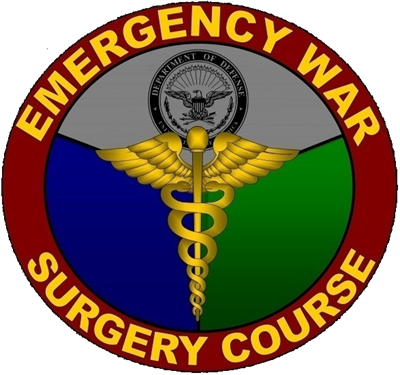 EMERGENCY WAR
DEPARTMENT OF DEFENSE
SURGERY COURSE